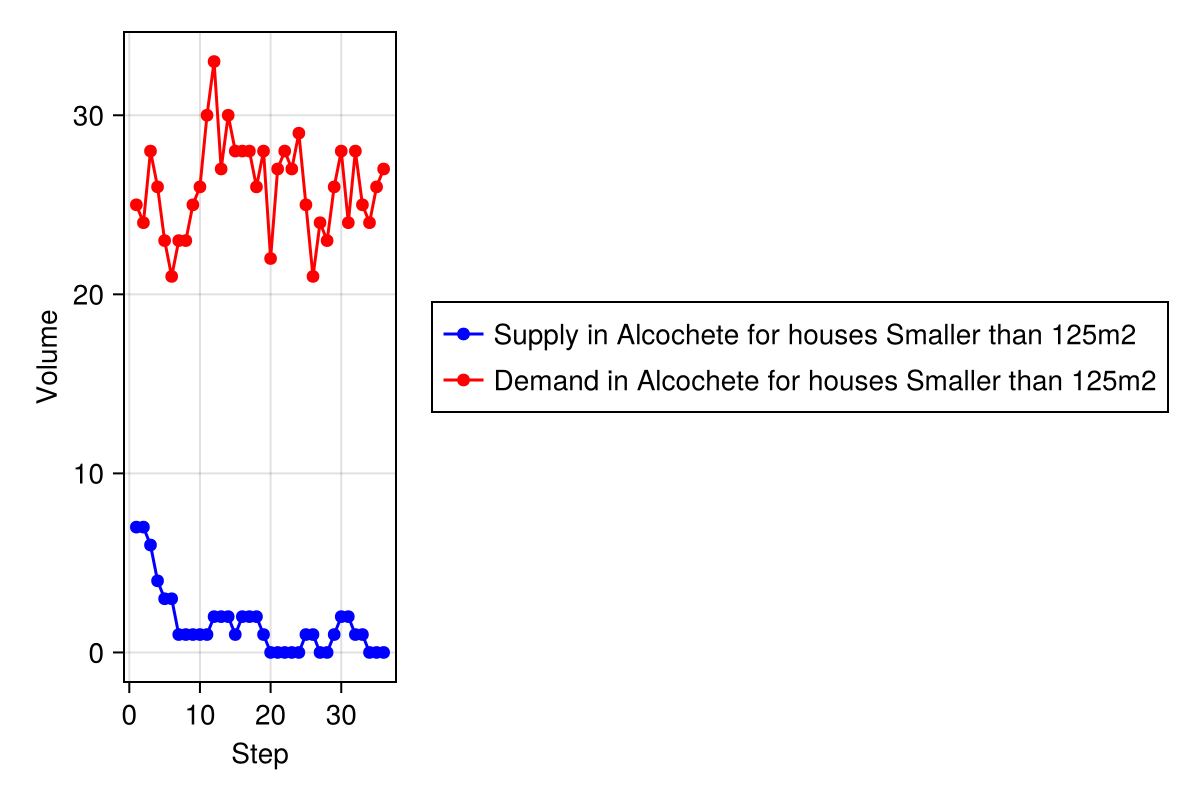 30
20
10
0
Volume
0 10 20 30
Step
Supply in Alcochete for houses Smaller than 125m2
Demand in Alcochete for houses Smaller than 125m2